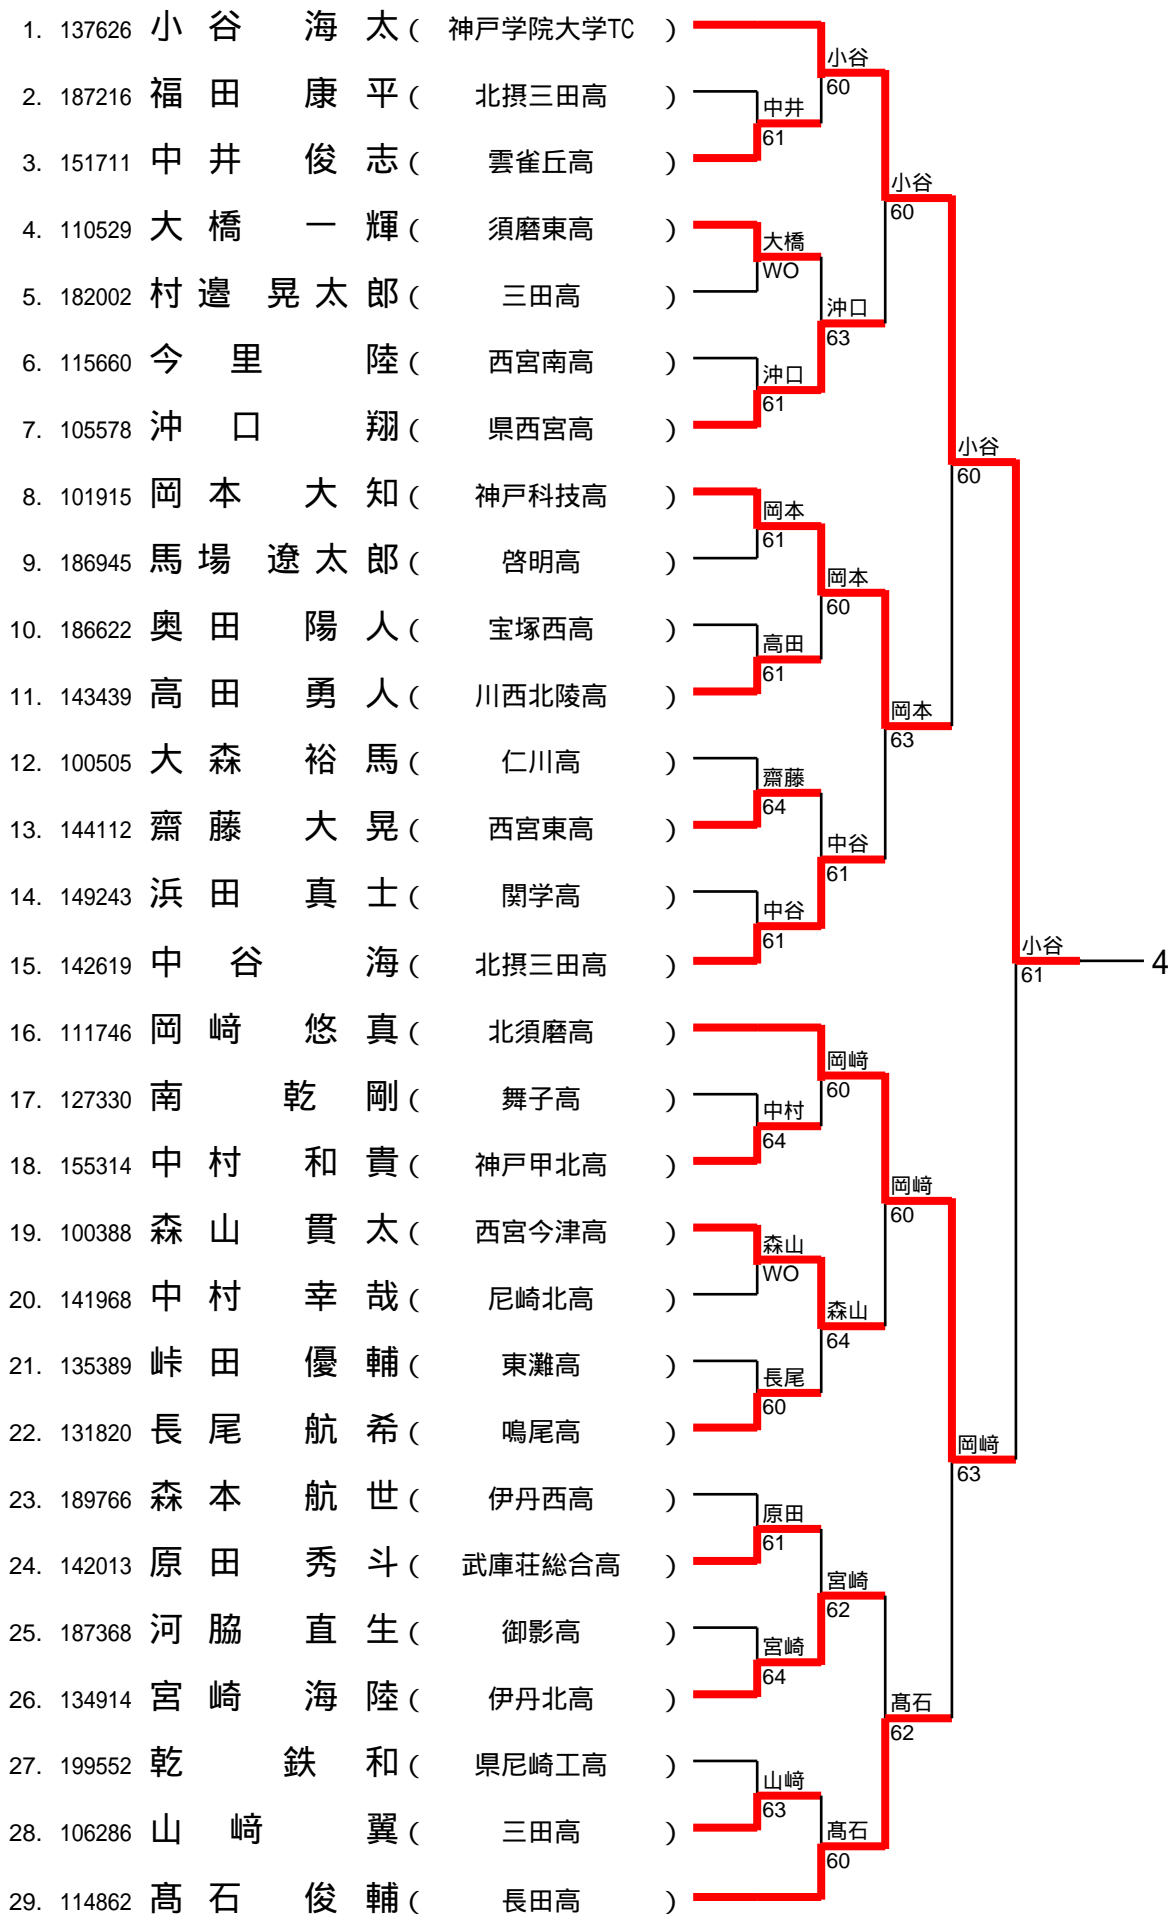 1. 137626 小谷 海太 ( 神戸学院大学TC )
2. 187216 福田 康平 ( 北摂三田高 )
3. 151711 中井 俊志 ( 雲雀丘高 )
4. 110529 大橋 一輝 ( 須磨東高 )
5. 182002 村邉 晃太郎 ( 三田高 )
6. 115660 今里 陸 ( 西宮南高 )
7. 105578 沖口 翔 ( 県西宮高 )
8. 101915 岡本 大知 ( 神戸科技高 )
9. 186945 馬場 遼太郎 ( 啓明高 )
10. 186622 奥田 陽人 ( 宝塚西高 )
11. 143439 高田 勇人 ( 川西北陵高 )
12. 100505 大森 裕馬 ( 仁川高 )
13. 144112 齋藤 大晃 ( 西宮東高 )
14. 149243 浜田 真士 ( 関学高 )
15. 142619 中谷 海 ( 北摂三田高 )
16. 111746 岡﨑 悠真 ( 北須磨高 )
17. 127330 南 乾剛 ( 舞子高 )
18. 155314 中村 和貴 ( 神戸甲北高 )
19. 100388 森山 貫太 ( 西宮今津高 )
20. 141968 中村 幸哉 ( 尼崎北高 )
21. 135389 峠田 優輔 ( 東灘高 )
22. 131820 長尾 航希 ( 鳴尾高 )
23. 189766 森本 航世 ( 伊丹西高 )
24. 142013 原田 秀斗 ( 武庫荘総合高 )
25. 187368 河脇 直生 ( 御影高 )
26. 134914 宮崎 海陸 ( 伊丹北高 )
27. 199552 乾 鉄和 ( 県尼崎工高 )
28. 106286 山﨑 翼 ( 三田高 )
29. 114862 髙石 俊輔 ( 長田高 )
中井
61
大橋
WO
沖口
61
岡本
61
高田
61
齋藤
64
中谷
61
中村
64
森山
WO
長尾
60
原田
61
宮崎
64
山﨑
63
小谷
60
沖口
63
岡本
60
中谷
61
岡﨑
60
森山
64
宮崎
62
髙石
60
小谷
60
岡本
63
岡﨑
60
髙石
62
小谷
60
岡﨑
63
小谷
61
4